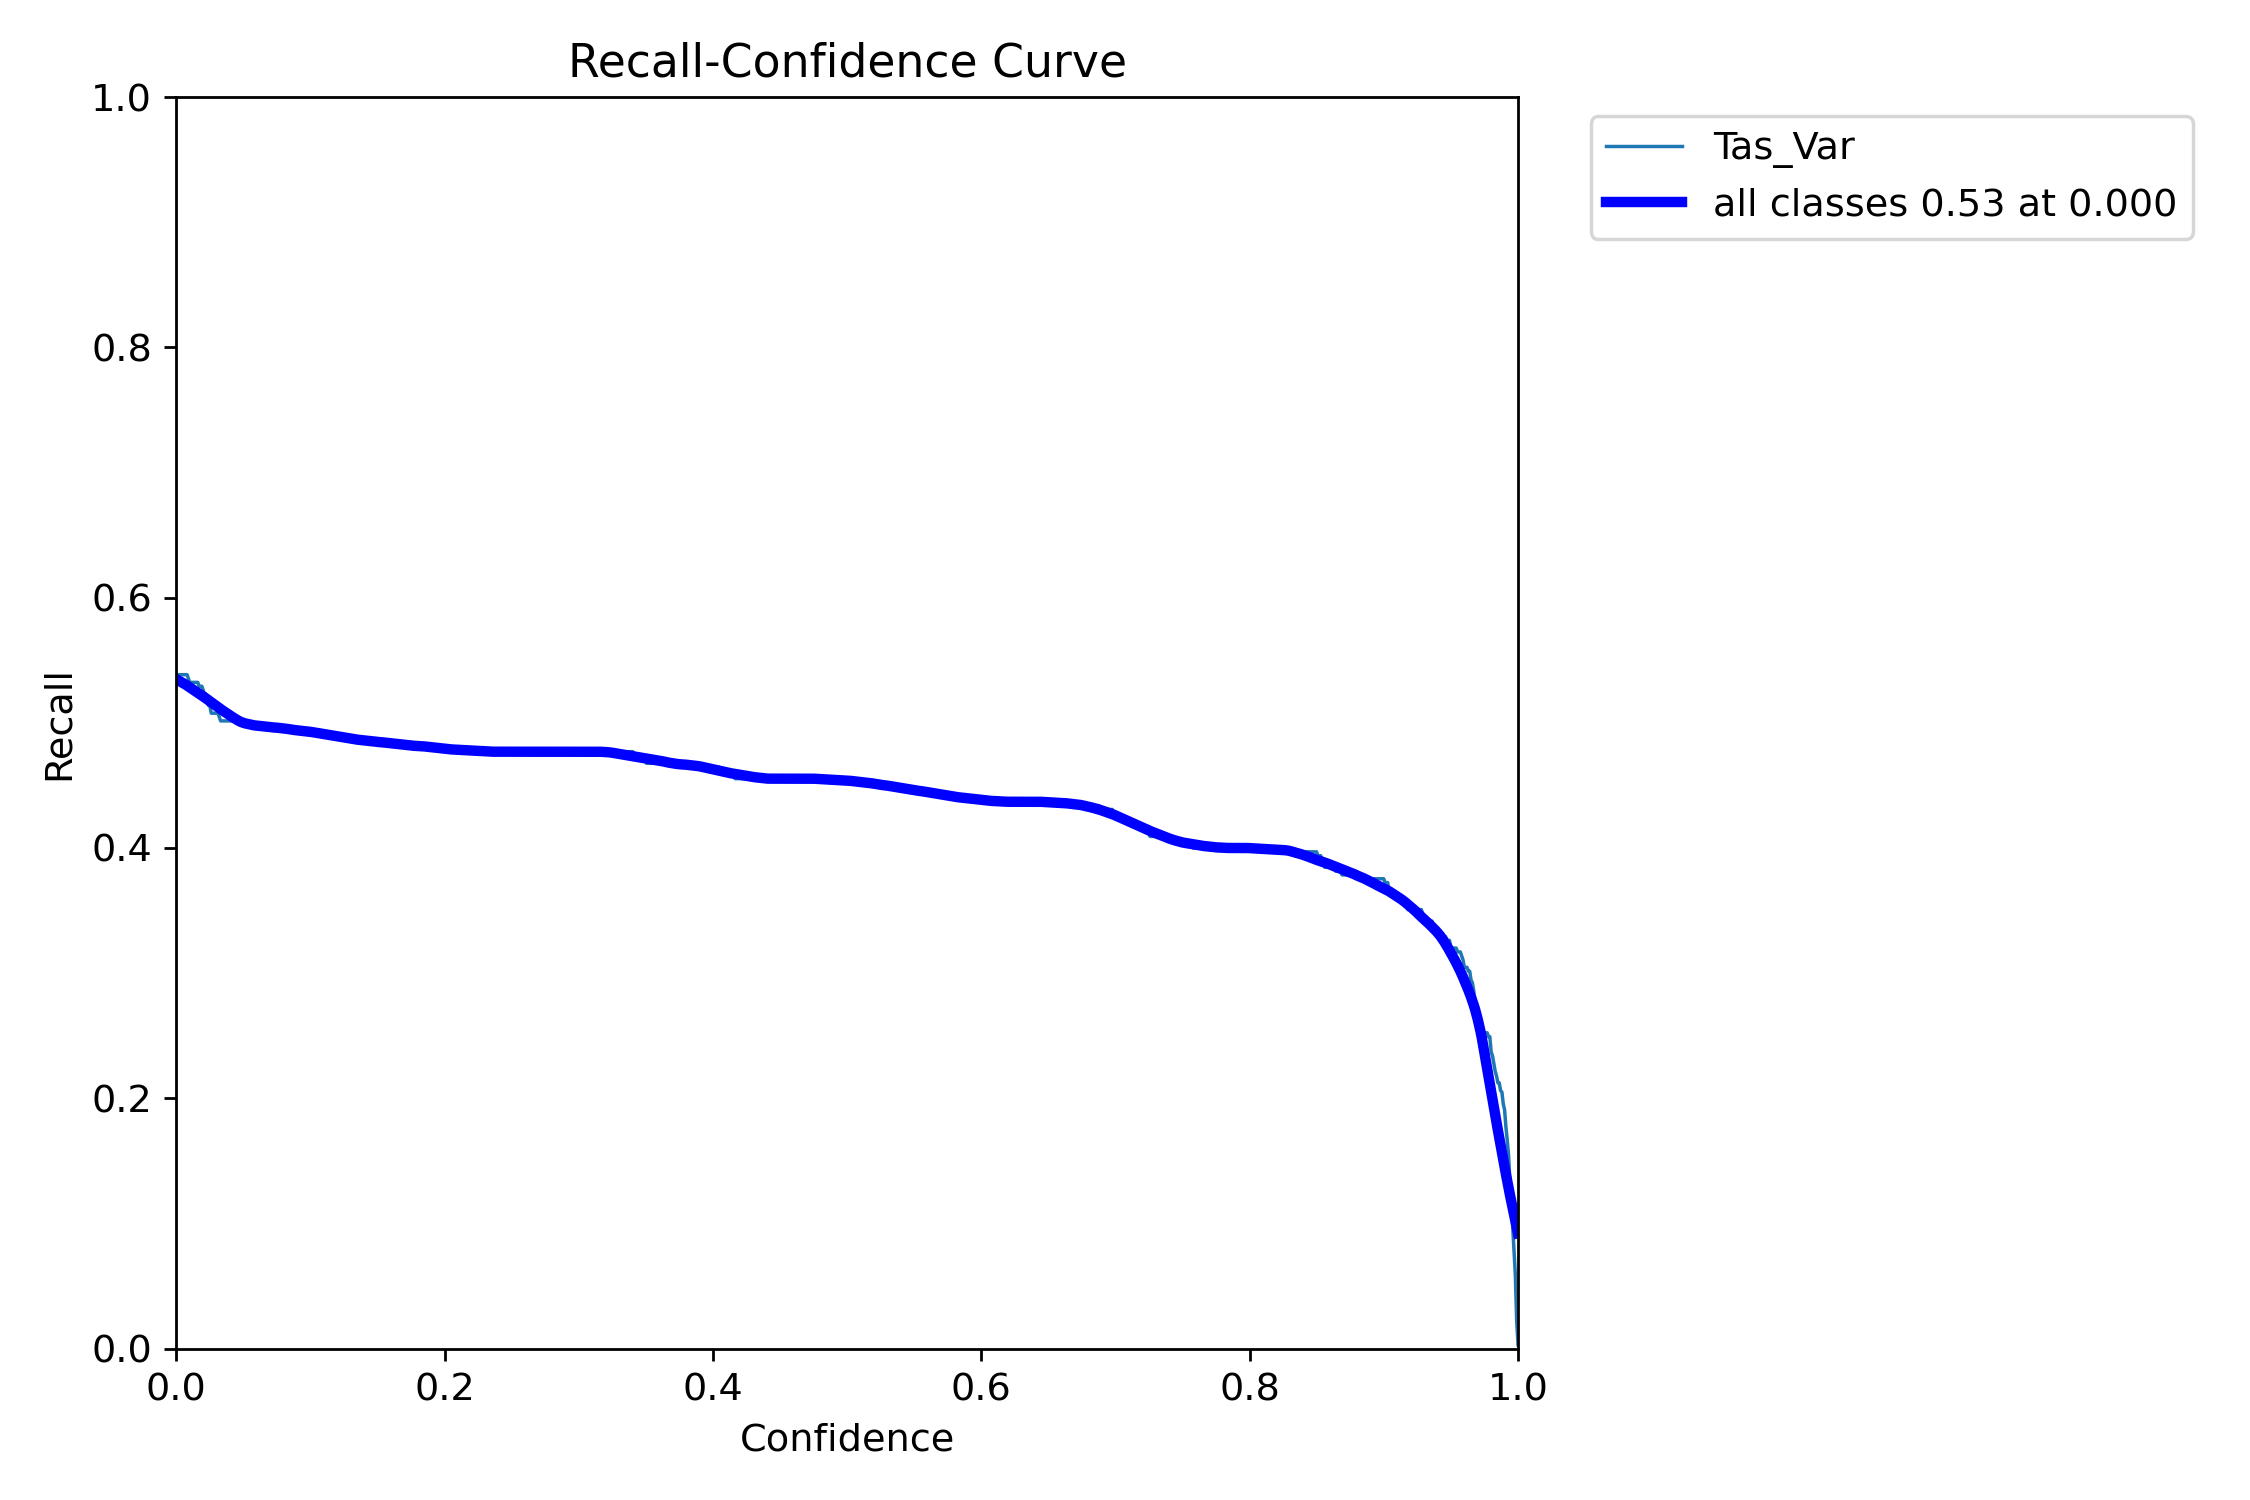 Recall-Confidence Curve
1.0
0.8
0.6
0.4
0.2
0.0
Recall
0.0 0.2 0.4 0.6 0.8 1.0
Confidence
Tas_Var
all classes 0.53 at 0.000